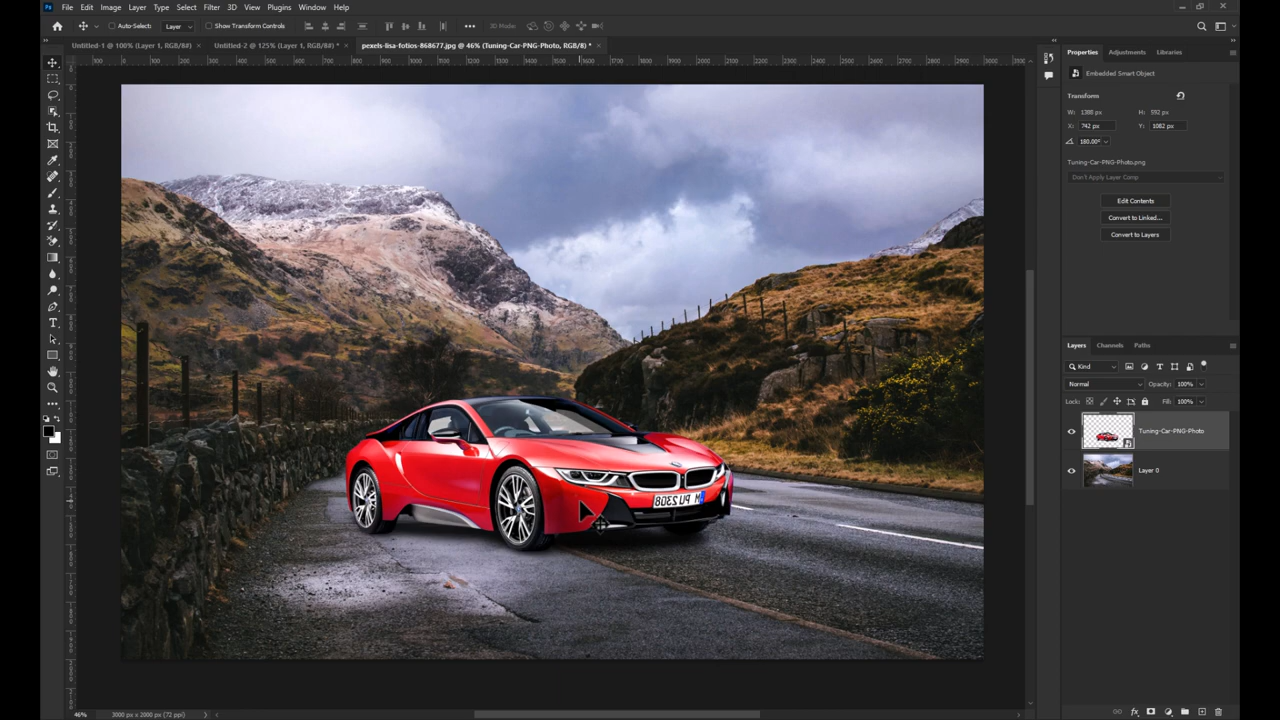 Ps File Edit Image Layer Type Select Filter 3D View Plugins Window Help
Auto-Select: Layer Show Transform Controls 3D Mode:
Untitled-1 @ 100% (Layer 1, RGB/8#) × Untitled-2 @ 125% (Layer 1, RGB/8#) * × pexels-lisa-fotios-868677.jpg @ 46% (Tuning-Car-PNG-Photo, RGB/8) * ×
Properties Adjustments Libraries
Embedded Smart Object
Transform
W: 1388 px H: 592 px
X: 742 px Y: 1082 px
180.00°
Tuning-Car-PNG-Photo.png
Don't Apply Layer Comp
Edit Contents
Convert to Linked...
Convert to Layers
Layers Channels Paths
Kind
Normal Opacity: 100%
Lock: Fill: 100%
Tuning-Car-PNG-Photo
Layer 0
M PU 2308
46% 3000 px x 2000 px (72 ppi)